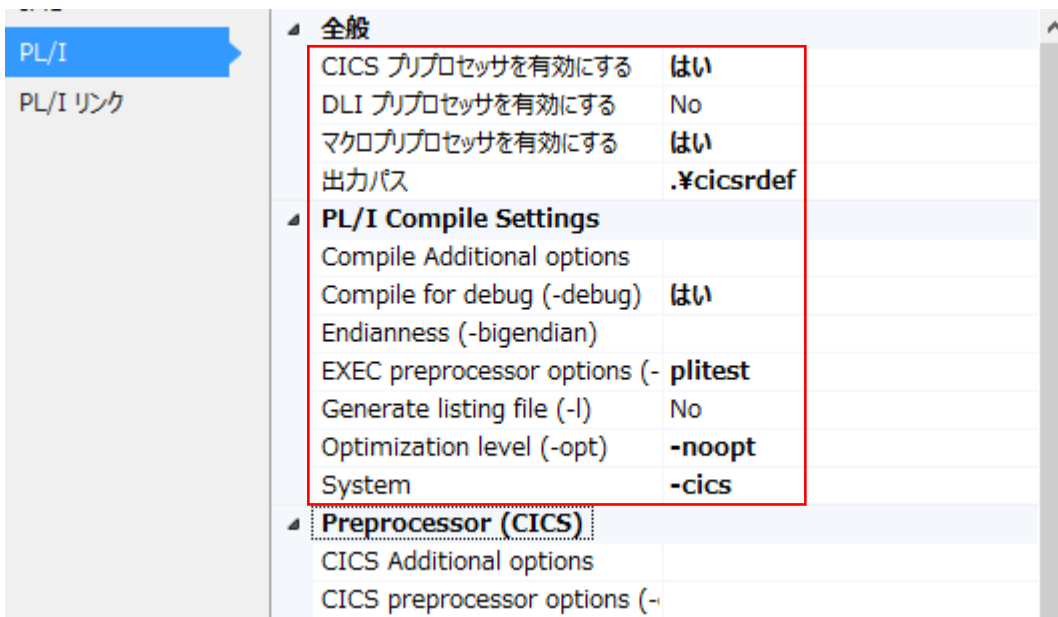 PL/I
PL/I リンク
全般
CICS プリプロセッサを有効にする はい
DLI プリプロセッサを有効にする No
マクロプリプロセッサを有効にする はい
出力パス .¥cicsrdef
PL/I Compile Settings
Compile Additional options
Compile for debug (-debug) はい
Endianness (-bigendian)
EXEC preprocessor options (- plitest
Generate listing file (-l) No
Optimization level (-opt) -noopt
System -cics
Preprocessor (CICS)
CICS Additional options
CICS preprocessor options (-